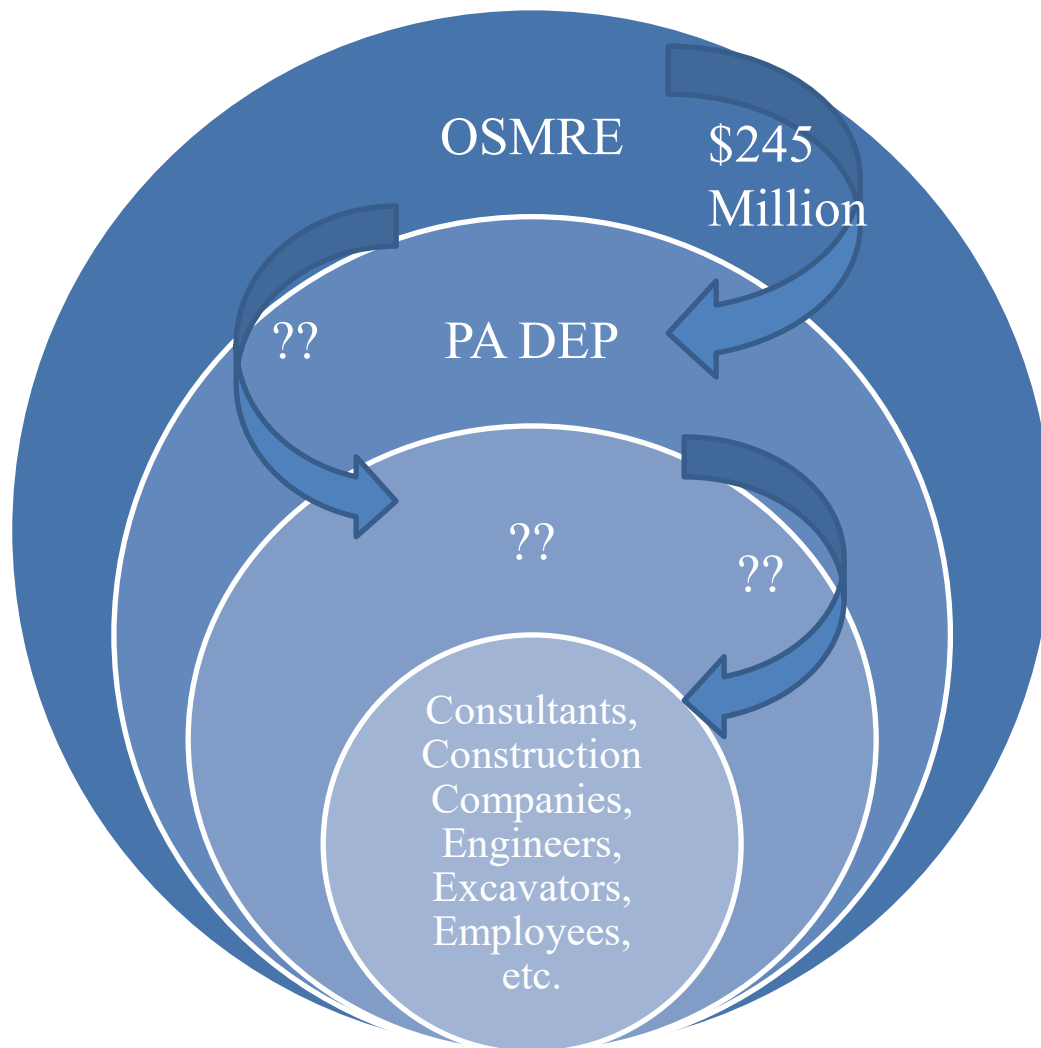 OSMRE
$245
Million
??
PA DEP
??
??
Consultants,
Construction
Companies,
Engineers,
Excavators,
Employees,
etc.